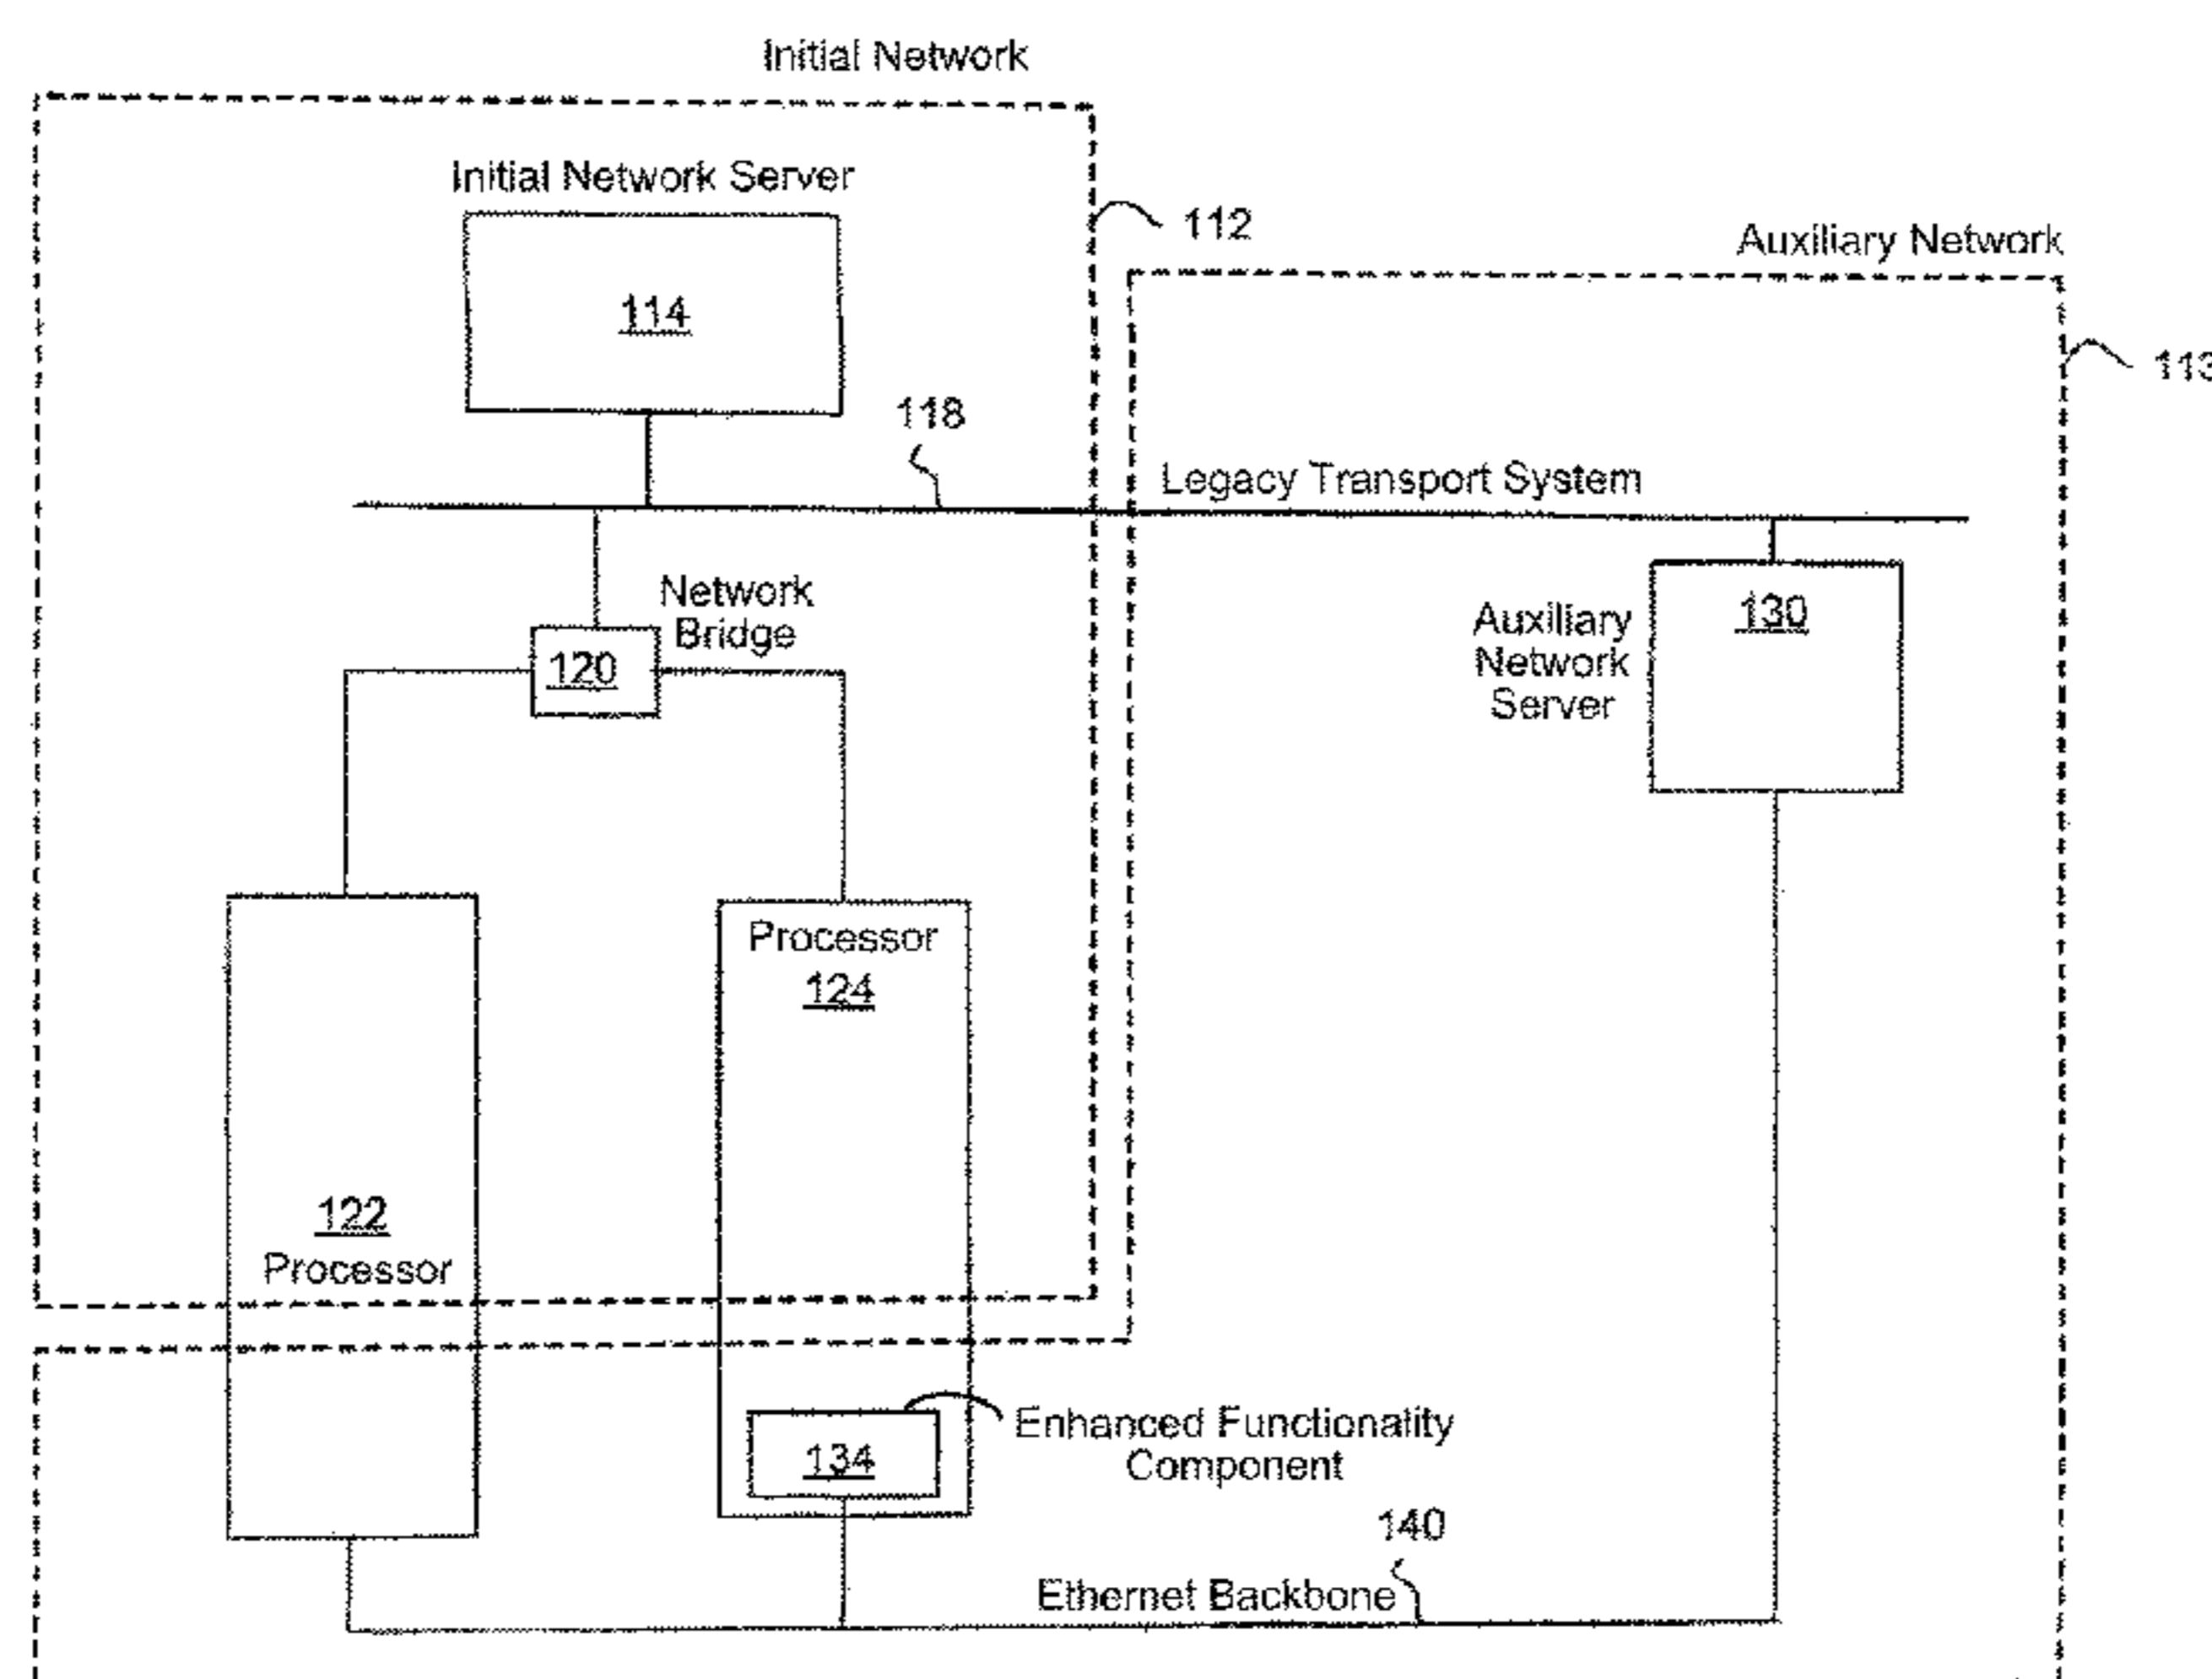 Initial Network
Initial Network Server
114
112
Auxiliary Network
113
118
Legacy Transport System
Network
Bridge
120
Auxiliary
Network
Server
130
Processor
124
122
Processor
Enhanced Functionality
Component
134
140
Ethernet Backbone